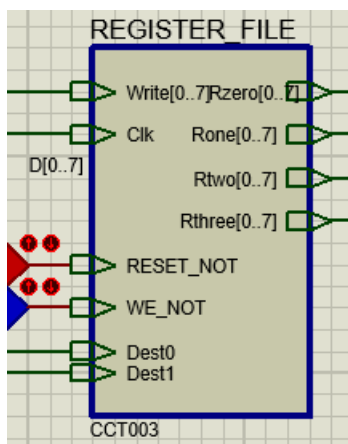 REGISTER_FILE
Write[0..7]Rzero[0..7]
Clk Rone[0..7]
D[0..7]
Rtwo[0..7]
Rthree[0..7]
RESET_NOT
WE_NOT
Dest0
Dest1
CCT003